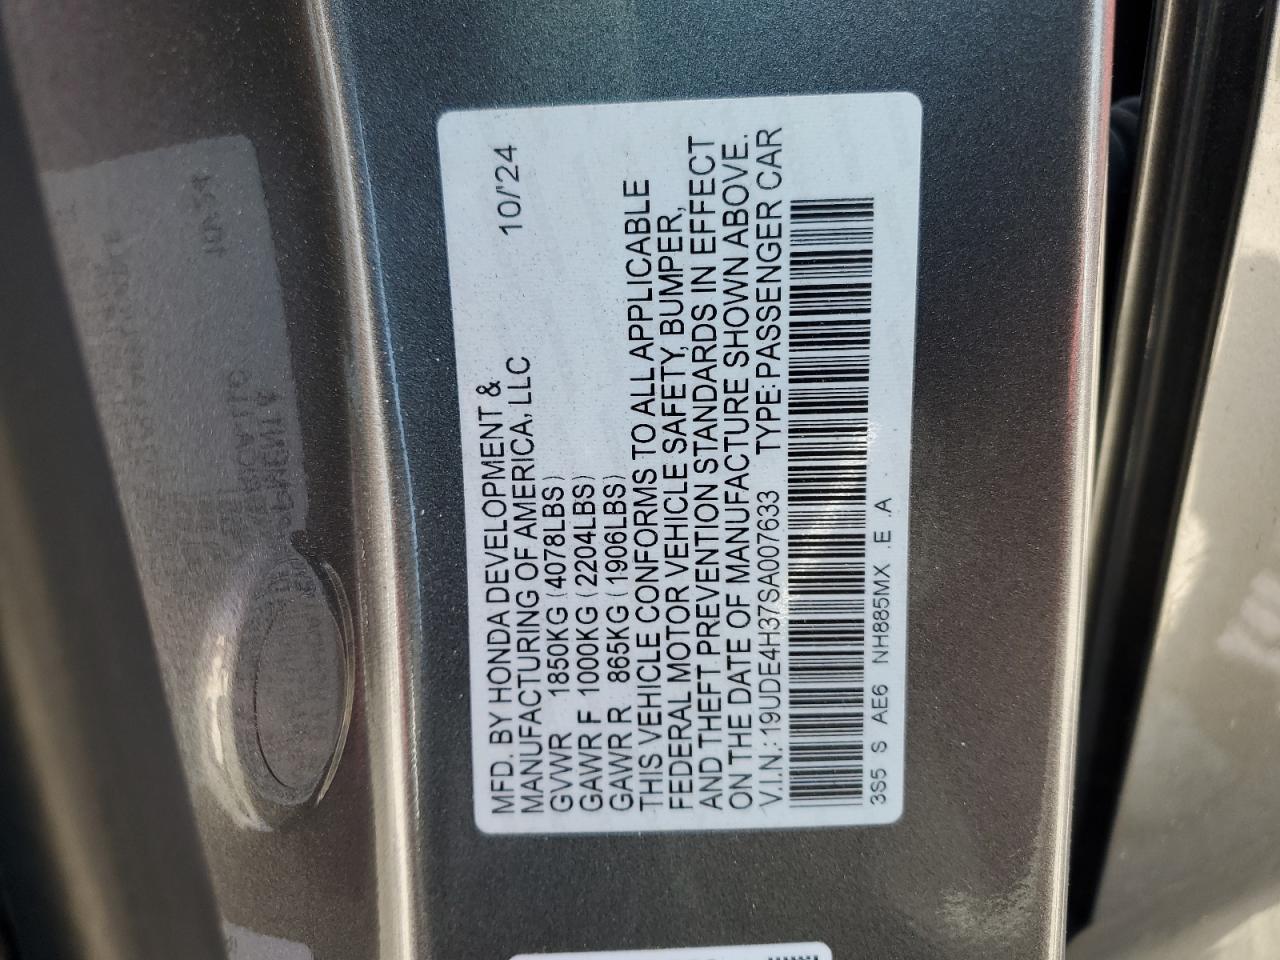 MFD. BY HONDA DEVELOPMENT &
MANUFACTURING OF AMERICA, LLC 10/'24
GVWR 1850KG (4078LBS)
GAWR F 1000KG (2204LBS)
GAWR R 865KG (1906LBS)
THIS VEHICLE CONFORMS TO ALL APPLICABLE
FEDERAL MOTOR VEHICLE SAFETY, BUMPER,
AND THEFT PREVENTION STANDARDS IN EFFECT
ON THE DATE OF MANUFACTURE SHOWN ABOVE.
V.I.N.: 19UDE4H37SA007633 TYPE: PASSENGER CAR
3S5 S AE6 NH885MX .E .A